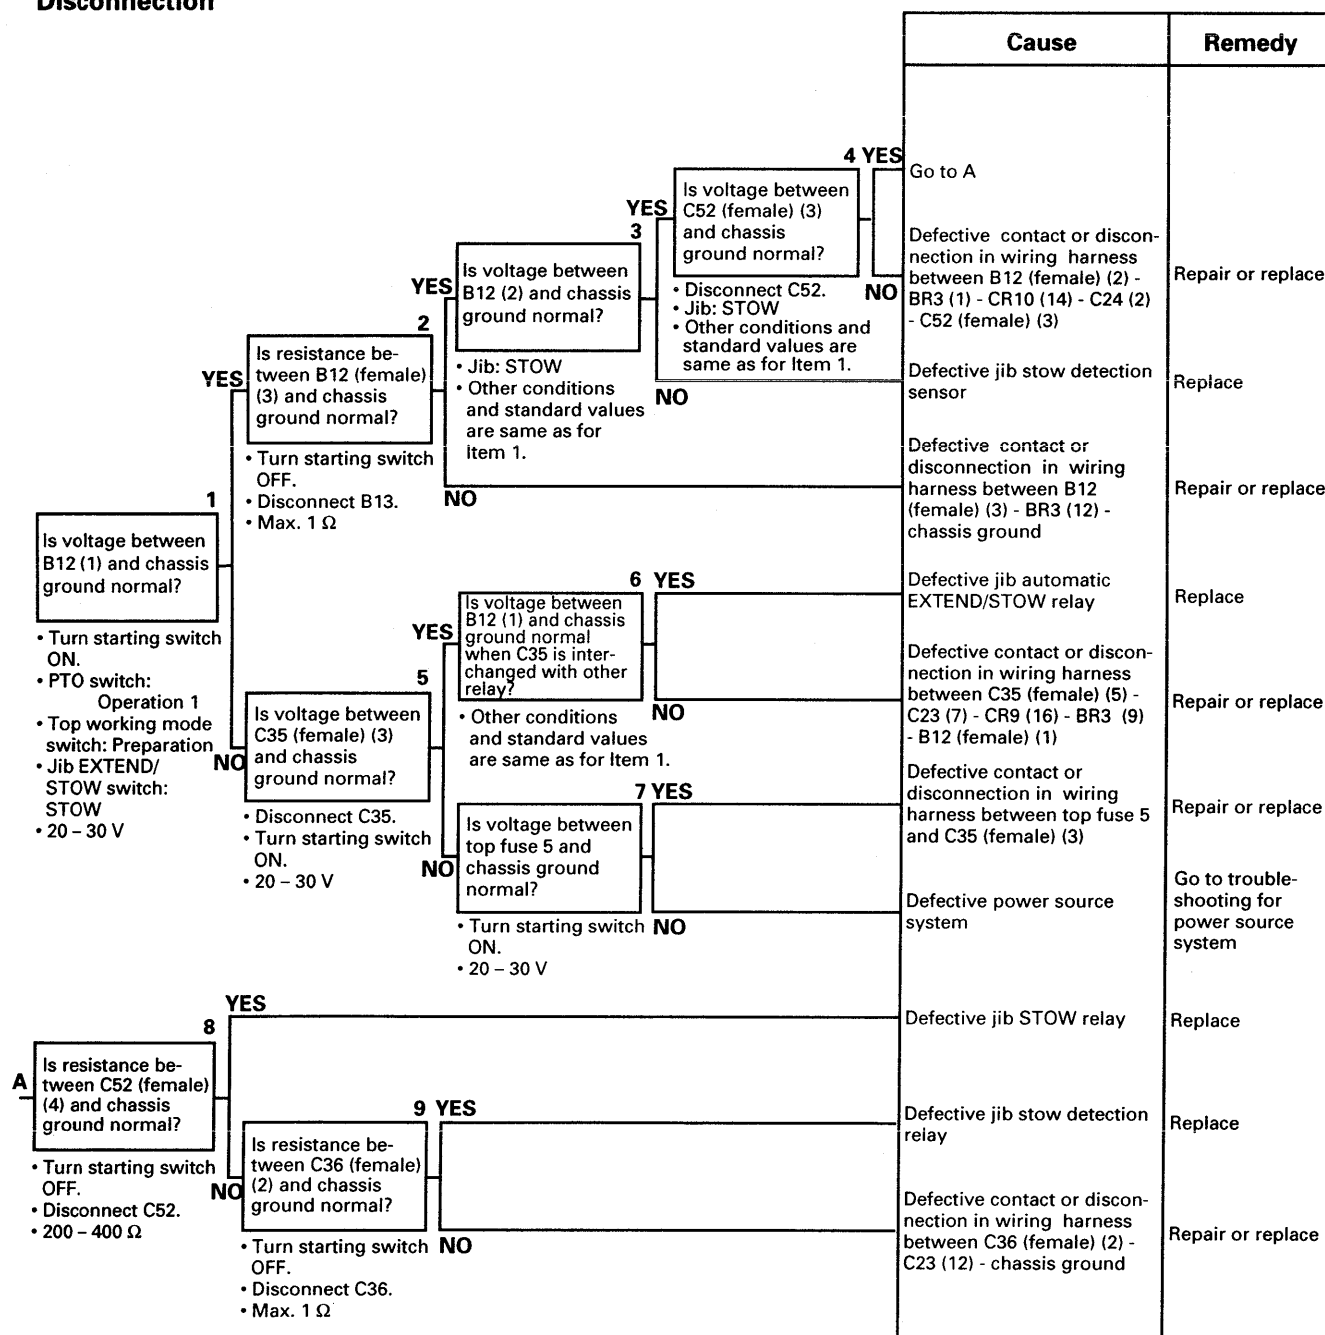 Disconnection
Cause
Remedy
4 YES
Go to A
Is voltage between
C52 (female) (3)
and chassis
ground normal?
• Disconnect C52.
• Jib: STOW
• Other conditions and
standard values are
same as for Item 1.
NO
Defective contact or discon-
nection in wiring harness
between B12 (female) (2) -
BR3 (1) - CR10 (14) - C24 (2)
- C52 (female) (3)
Repair or replace
YES
3
Is voltage between
B12 (2) and chassis
ground normal?
• Jib: STOW
• Other conditions
and standard values
are same as for
Item 1.
NO
Defective jib stow detection
sensor
Replace
YES
2
Is resistance be-
tween B12 (female)
(3) and chassis
ground normal?
• Turn starting switch
OFF.
• Disconnect B13.
• Max. 1 Ω
NO
Defective contact or
disconnection in wiring
harness between B12
(female) (3) - BR3 (12) -
chassis ground
Repair or replace
YES
1
Is voltage between
B12 (1) and chassis
ground normal?
• Turn starting switch
ON.
• PTO switch:
Operation 1
• Top working mode
switch: Preparation
• Jib EXTEND/
STOW switch:
STOW
• 20 – 30 V
NO
5
Is voltage between
C35 (female) (3)
and chassis
ground normal?
• Disconnect C35.
• Turn starting switch
ON.
• 20 – 30 V
YES
6 YES
Is voltage between
B12 (1) and chassis
ground normal
when C35 is inter-
changed with other
relay?
• Other conditions
and standard values
are same as for Item 1.
Defective jib automatic
EXTEND/STOW relay
Replace
NO
Defective contact or discon-
nection in wiring harness
between C35 (female) (5) -
C23 (7) - CR9 (16) - BR3 (9)
- B12 (female) (1)
Repair or replace
NO
7 YES
Is voltage between
top fuse 5 and
chassis ground
normal?
• Turn starting switch
ON.
• 20 – 30 V
Defective contact or
disconnection in wiring
harness between top fuse 5
and C35 (female) (3)
Repair or replace
NO
Defective power source
system
Go to trouble-
shooting for
power source
system
A
8
YES
Is resistance be-
tween C52 (female)
(4) and chassis
ground normal?
• Turn starting switch
OFF.
• Disconnect C52.
• 200 – 400 Ω
Defective jib STOW relay
Replace
NO
9 YES
Is resistance be-
tween C36 (female)
(2) and chassis
ground normal?
• Turn starting switch
OFF.
• Disconnect C36.
• Max. 1 Ω
Defective jib stow detection
relay
Replace
NO
Defective contact or discon-
nection in wiring harness
between C36 (female) (2) -
C23 (12) - chassis ground
Repair or replace